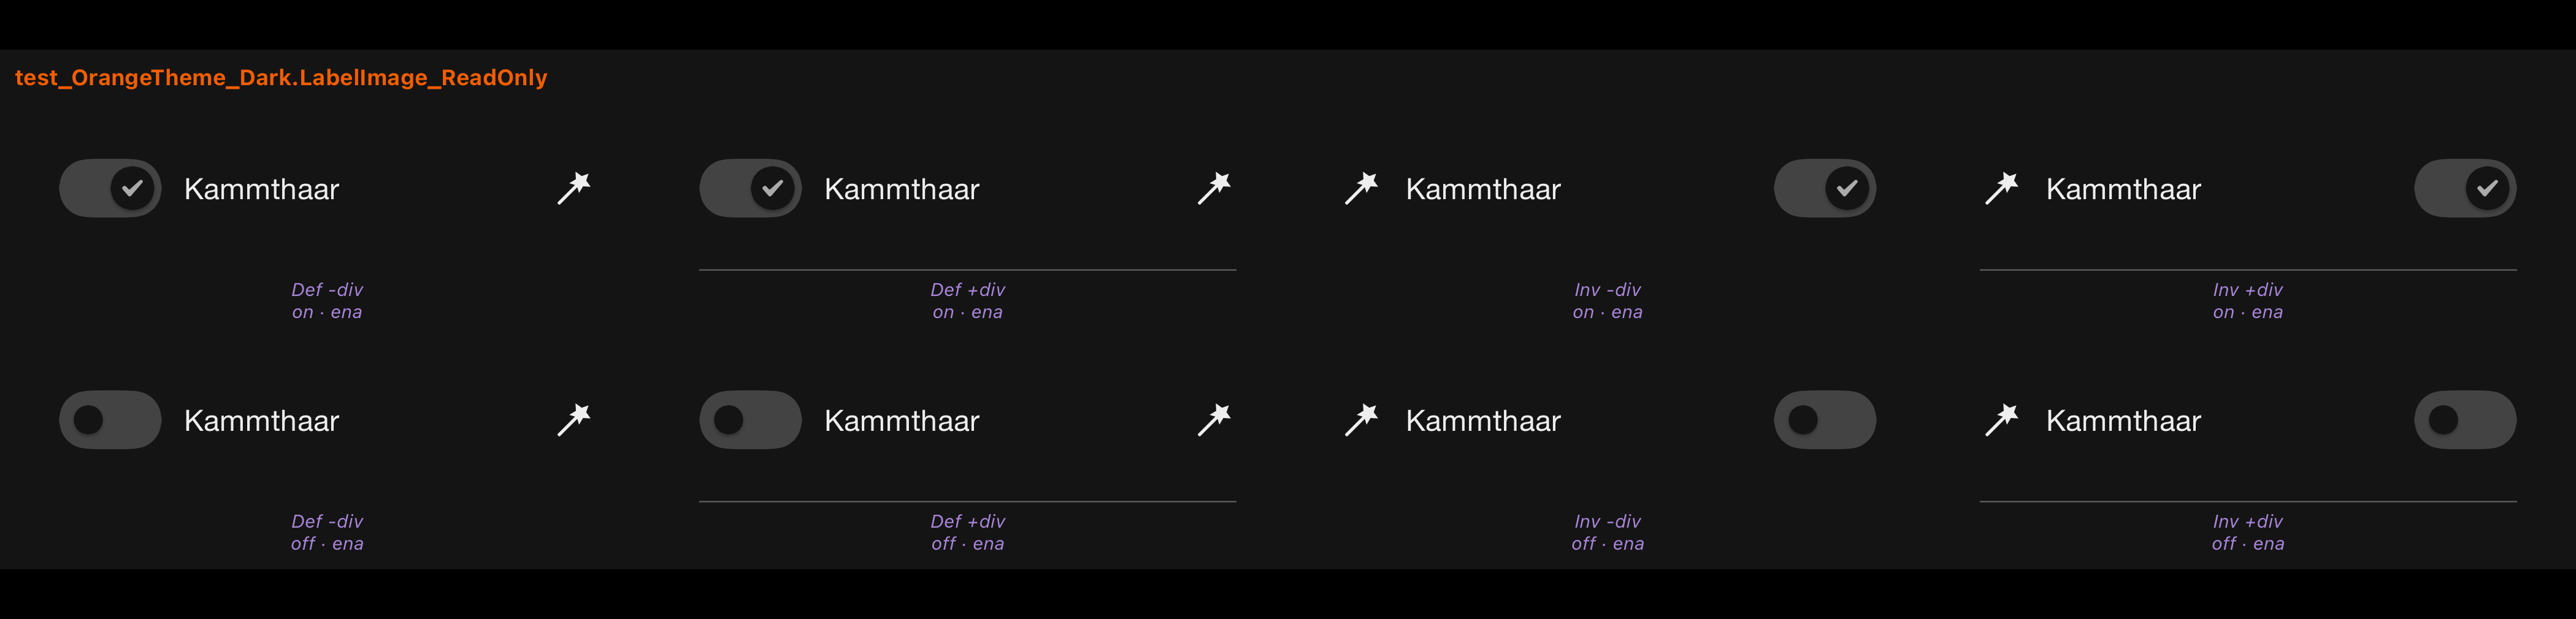 test_OrangeTheme_Dark.LabelImage_ReadOnly
Kammthaar
Kammthaar
Kammthaar
Kammthaar
Def -div
on · ena
Def +div
on · ena
Inv -div
on · ena
Inv +div
on · ena
Kammthaar
Kammthaar
Kammthaar
Kammthaar
Def -div
off · ena
Def +div
off · ena
Inv -div
off · ena
Inv +div
off · ena